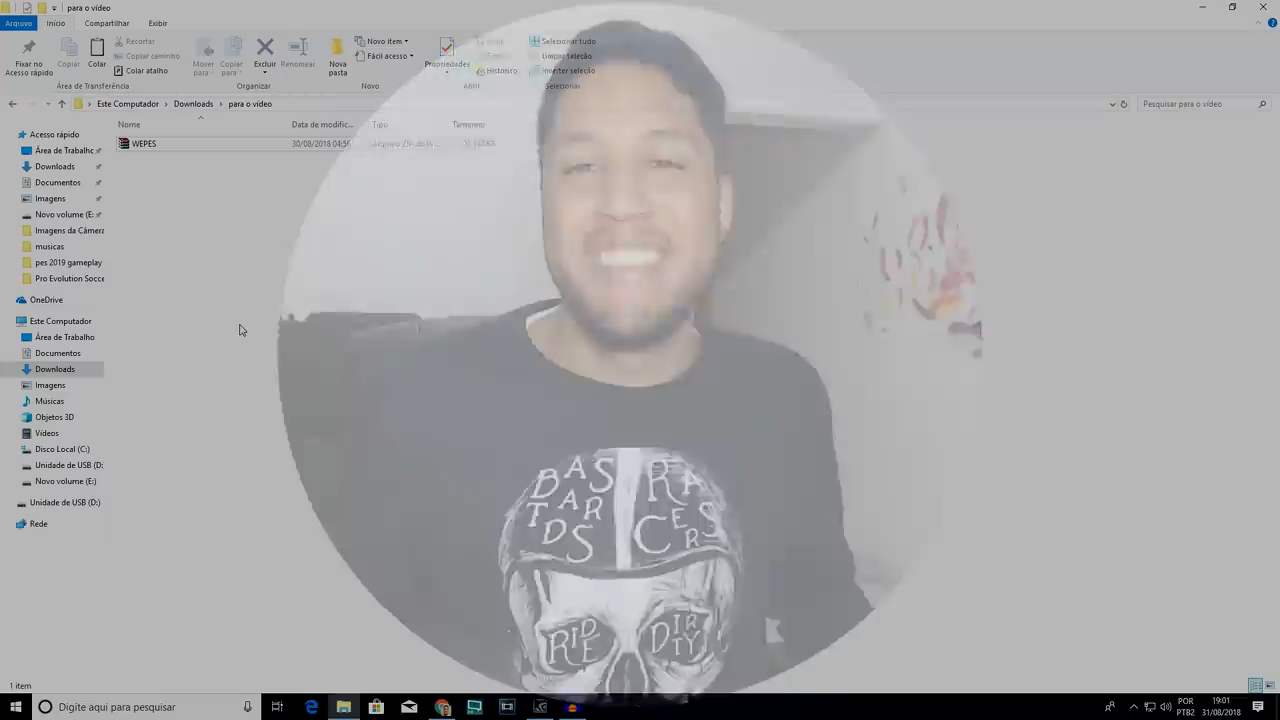 para o vídeo
Arquivo
Início
Compartilhar
Exibir
Fixar no
Acesso rápido
Copiar
Colar
Recortar
Copiar caminho
Colar atalho
Área de Transferência
Mover
para
Copiar
para
Excluir
Renomear
Organizar
Nova
pasta
Novo item
Fácil acesso
Novo
Propriedades
Histórico
Abrir
Selecionar tudo
Limpar seleção
Inverter seleção
Selecionar
Este Computador
Downloads
para o vídeo
Pesquisar para o vídeo
Nome
Data de modific...
Tipo
Tamanho
WEPES
Acesso rápido
Área de Trabalho
Downloads
Documentos
Imagens
Novo volume (E:
Imagens da Câmera
musicas
pes 2019 gameplay
Pro Evolution Socce
OneDrive
Este Computador
Área de Trabalho
Documentos
Downloads
Imagens
Músicas
Objetos 3D
Vídeos
Disco Local (C:)
Unidade de USB (D:
Novo volume (E:)
Unidade de USB (D:)
Rede
BAS
TAR
DS
RA
CE
RS
RIDE
DIRTY
1 item
Digite aqui para pesquisar
POR
PTB2
19:01
31/08/2018